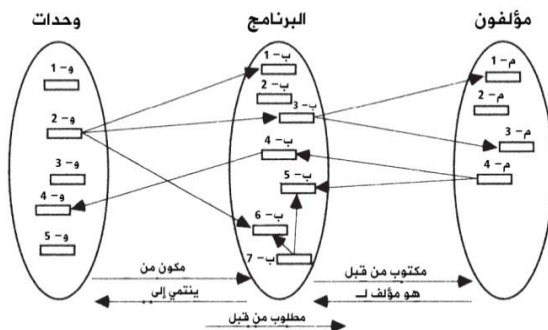 وحدات
البرنامج
مؤلفون
و- 1
و- 2
و- 3
و- 4
و- 5
ب- 1
ب- 2
ب- 3
ب- 4
ب- 5
ب- 6
ب- 7
م- 1
م- 2
م- 3
م- 4
مكون من
ينتمي إلى
مكتوب من قبل
هو مؤلف لـ
مطلوب من قبل